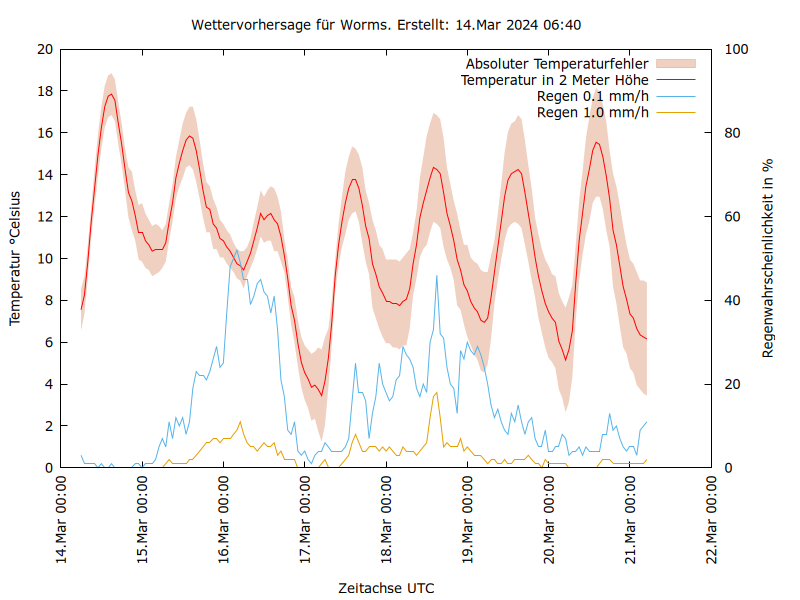 Wettervorhersage für Worms. Erstellt: 14.Mar 2024 06:40
Absoluter Temperaturfehler
Temperatur in 2 Meter Höhe
Regen 0.1 mm/h
Regen 1.0 mm/h
Temperatur °Celsius
20
18
16
14
12
10
8
6
4
2
0
Regenwahrscheinlichkeit in %
100
80
60
40
20
0
14.Mar 00:00
15.Mar 00:00
16.Mar 00:00
17.Mar 00:00
18.Mar 00:00
19.Mar 00:00
20.Mar 00:00
21.Mar 00:00
22.Mar 00:00
Zeitachse UTC